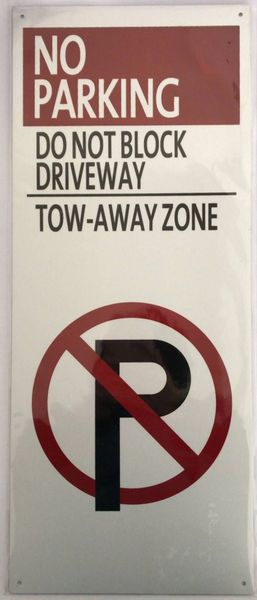 NO
PARKING
DO NOT BLOCK
DRIVEWAY
TOW-AWAY ZONE
P